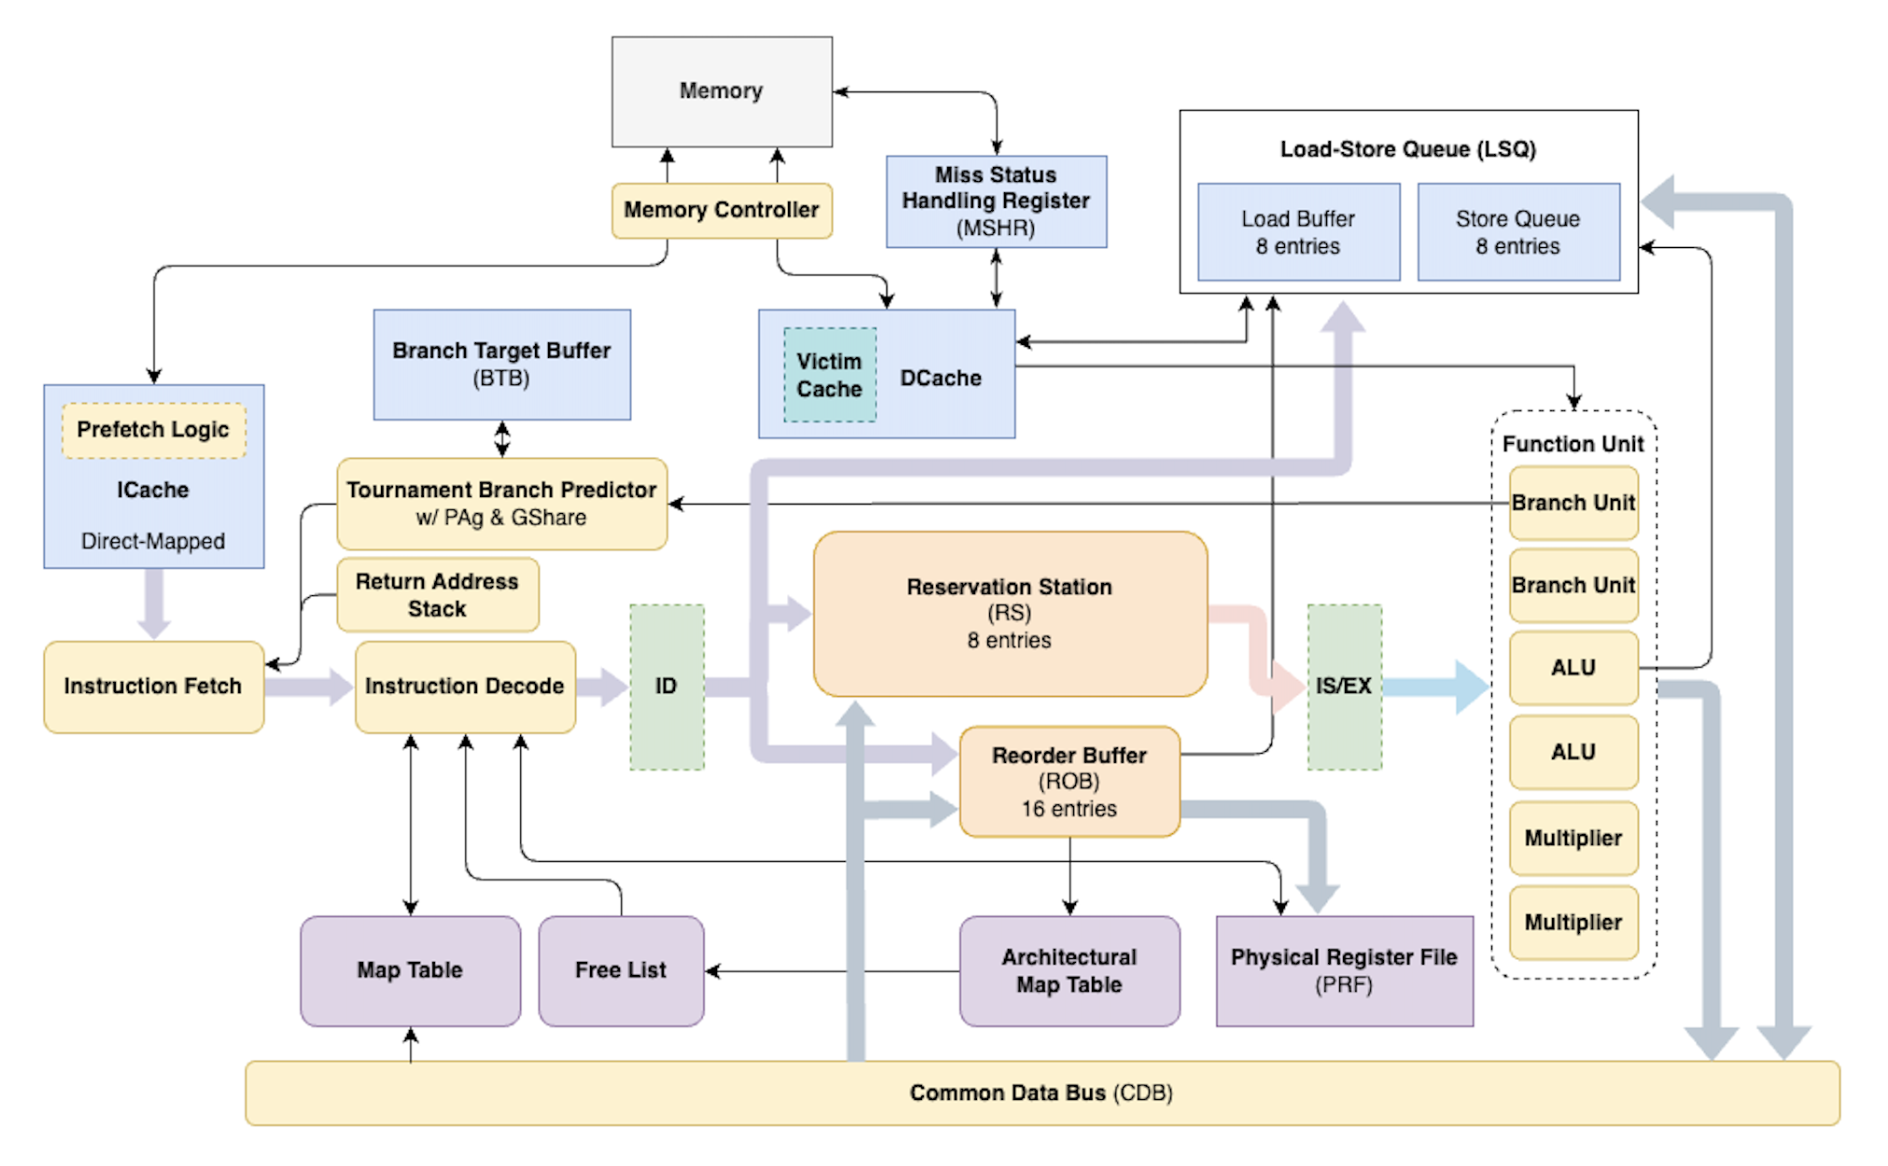 Memory
Memory Controller
Miss Status
Handling Register
(MSHR)
Load-Store Queue (LSQ)
Load Buffer
8 entries
Store Queue
8 entries
Branch Target Buffer
(BTB)
Victim
Cache
DCache
Prefetch Logic
ICache
Direct-Mapped
Tournament Branch Predictor
w/ PAg & GShare
Return Address
Stack
Function Unit
Branch Unit
Branch Unit
ALU
ALU
Multiplier
Multiplier
Reservation Station
(RS)
8 entries
Instruction Fetch
Instruction Decode
ID
IS/EX
Reorder Buffer
(ROB)
16 entries
Map Table
Free List
Architectural
Map Table
Physical Register File
(PRF)
Common Data Bus (CDB)